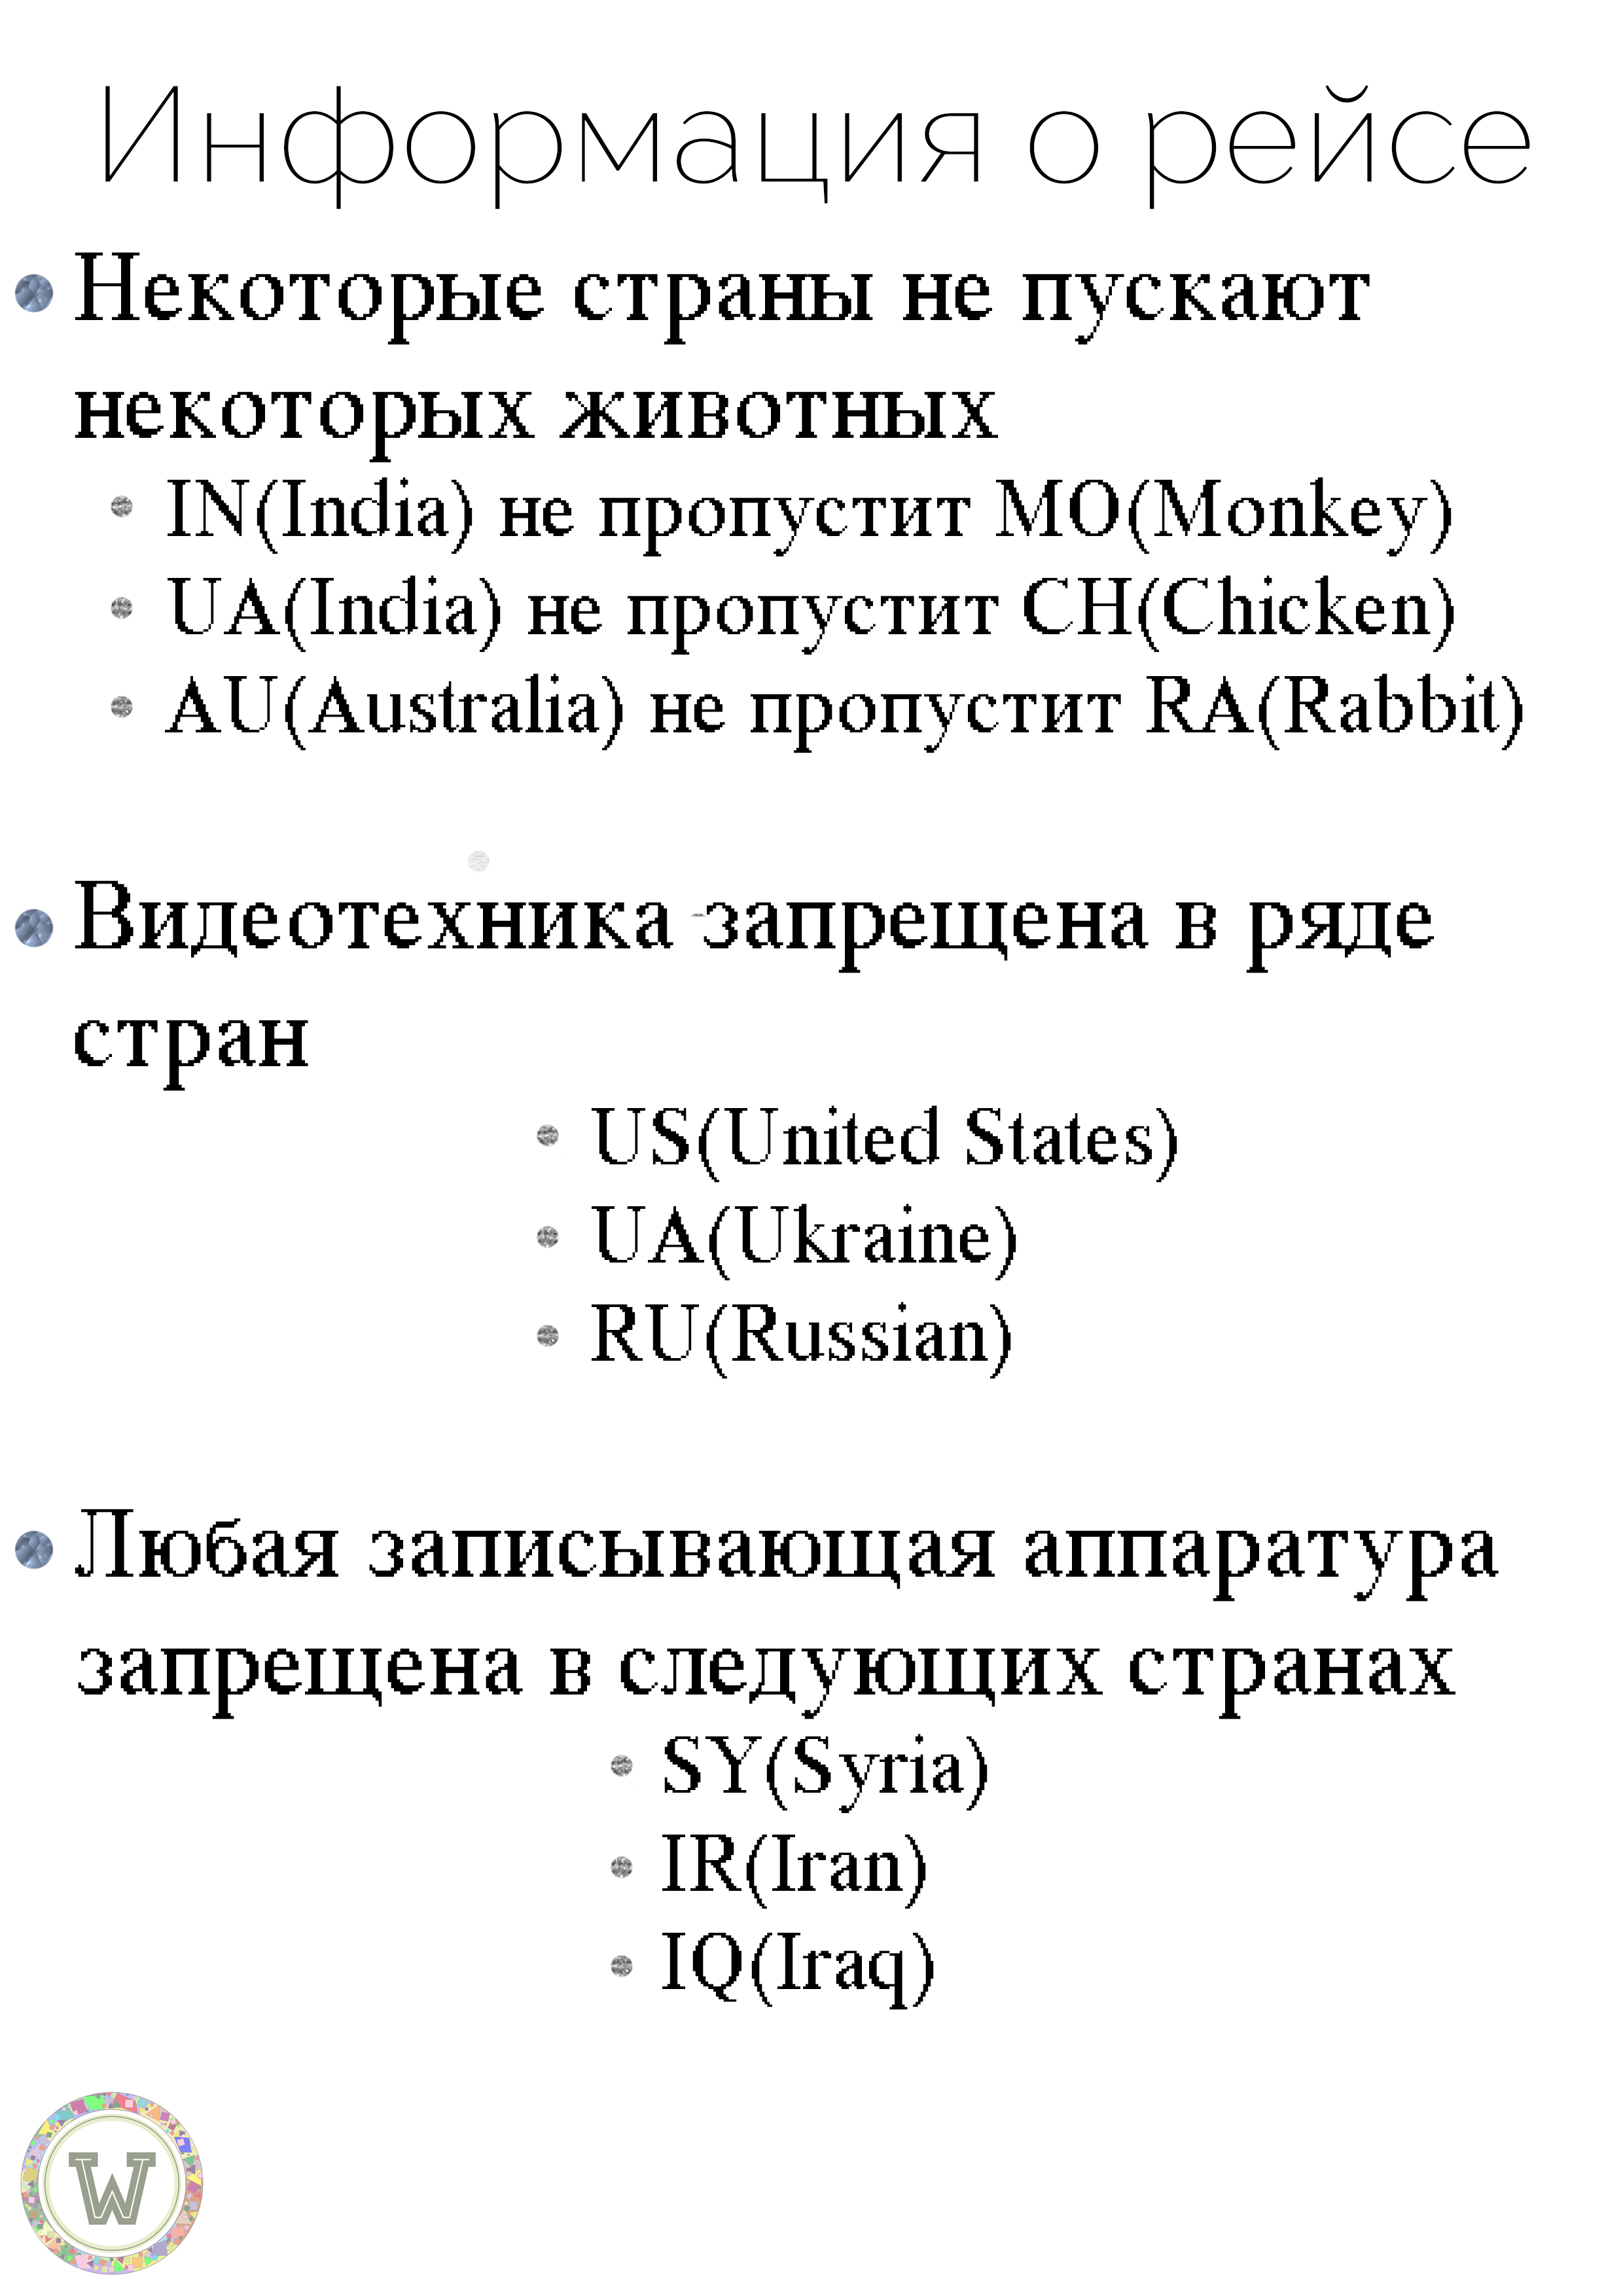 Информация о рейсе
Некоторые страны не пускают
некоторых животных
IN(India) не пропустит MO(Monkey)
UA(India) не пропустит CH(Chicken)
AU(Australia) не пропустит RA(Rabbit)
Видеотехника запрещена в ряде
стран
US(United States)
UA(Ukraine)
RU(Russian)
Любая записывающая аппаратура
запрещена в следующих странах
SY(Syria)
IR(Iran)
IQ(Iraq)
W